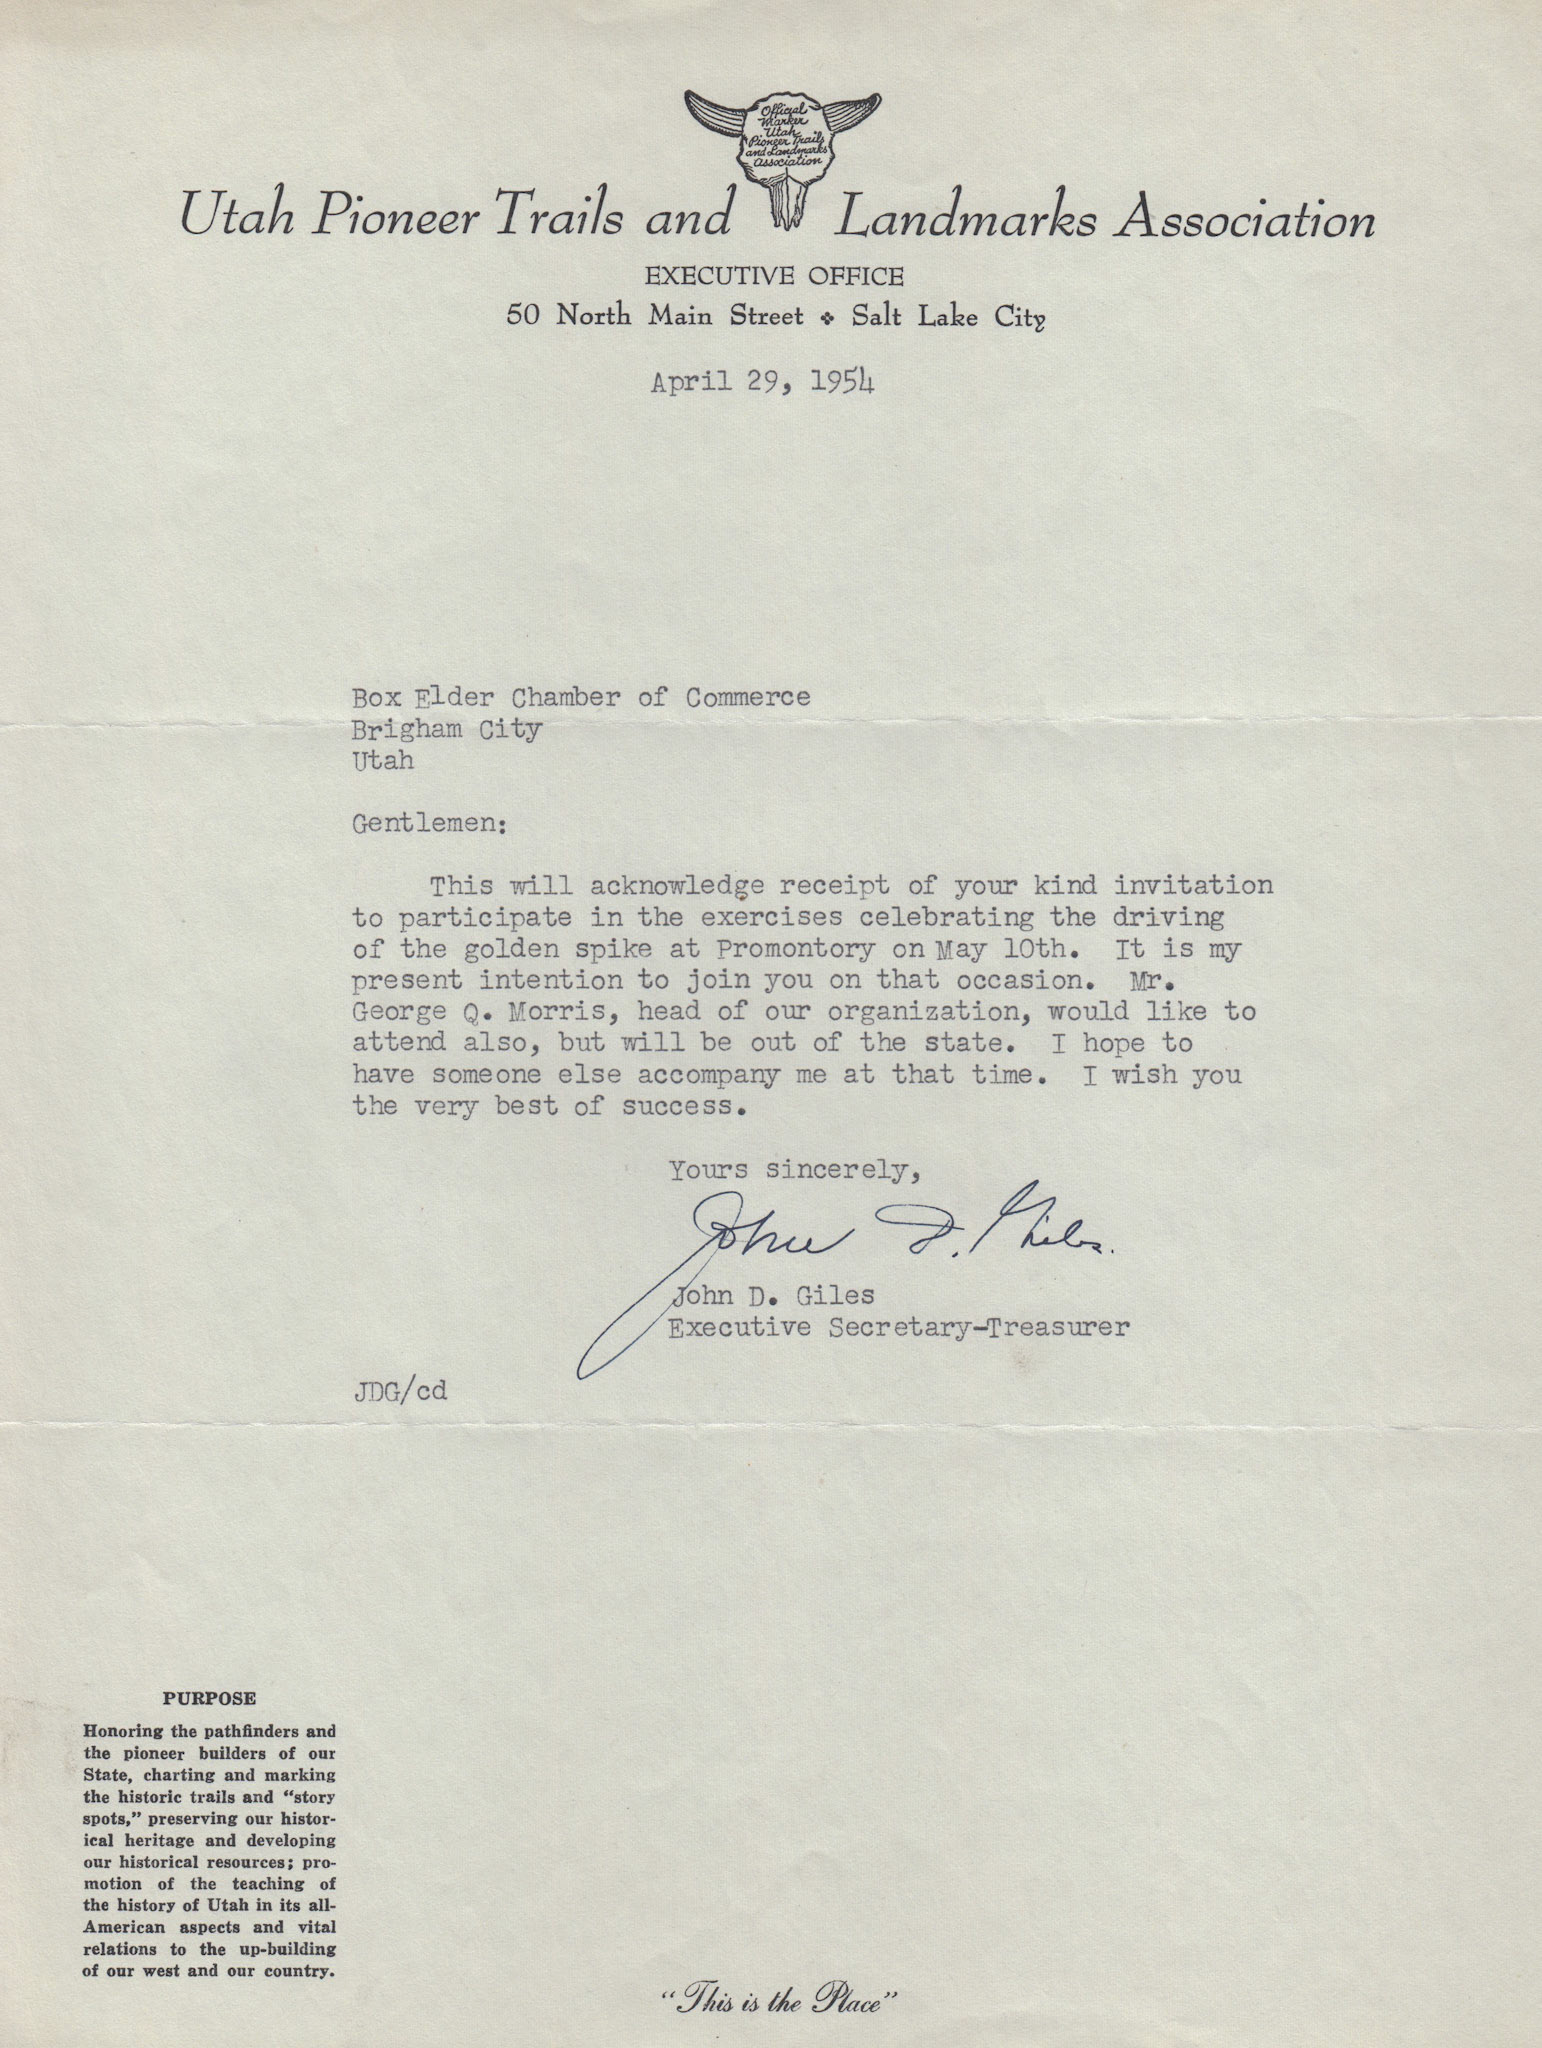 Official
Marker
Utah
Pioneer Trails
and Landmarks
Association
Utah Pioneer Trails and Landmarks Association
EXECUTIVE OFFICE
50 North Main Street ❖ Salt Lake City
April 29, 1954
Box Elder Chamber of Commerce
Brigham City
Utah
Gentlemen:
This will acknowledge receipt of your kind invitation
to participate in the exercises celebrating the driving
of the golden spike at Promontory on May 10th. It is my
present intention to join you on that occasion. Mr.
George Q. Morris, head of our organization, would like to
attend also, but will be out of the state. I hope to
have someone else accompany me at that time. I wish you
the very best of success.
Yours sincerely,
John D. Giles.
John D. Giles
Executive Secretary-Treasurer
JDG/cd
PURPOSE
Honoring the pathfinders and
the pioneer builders of our
State, charting and marking
the historic trails and “story
spots,” preserving our histor-
ical heritage and developing
our historical resources; pro-
motion of the teaching of
the history of Utah in its all-
American aspects and vital
relations to the up-building
of our west and our country.
“This is the Place”